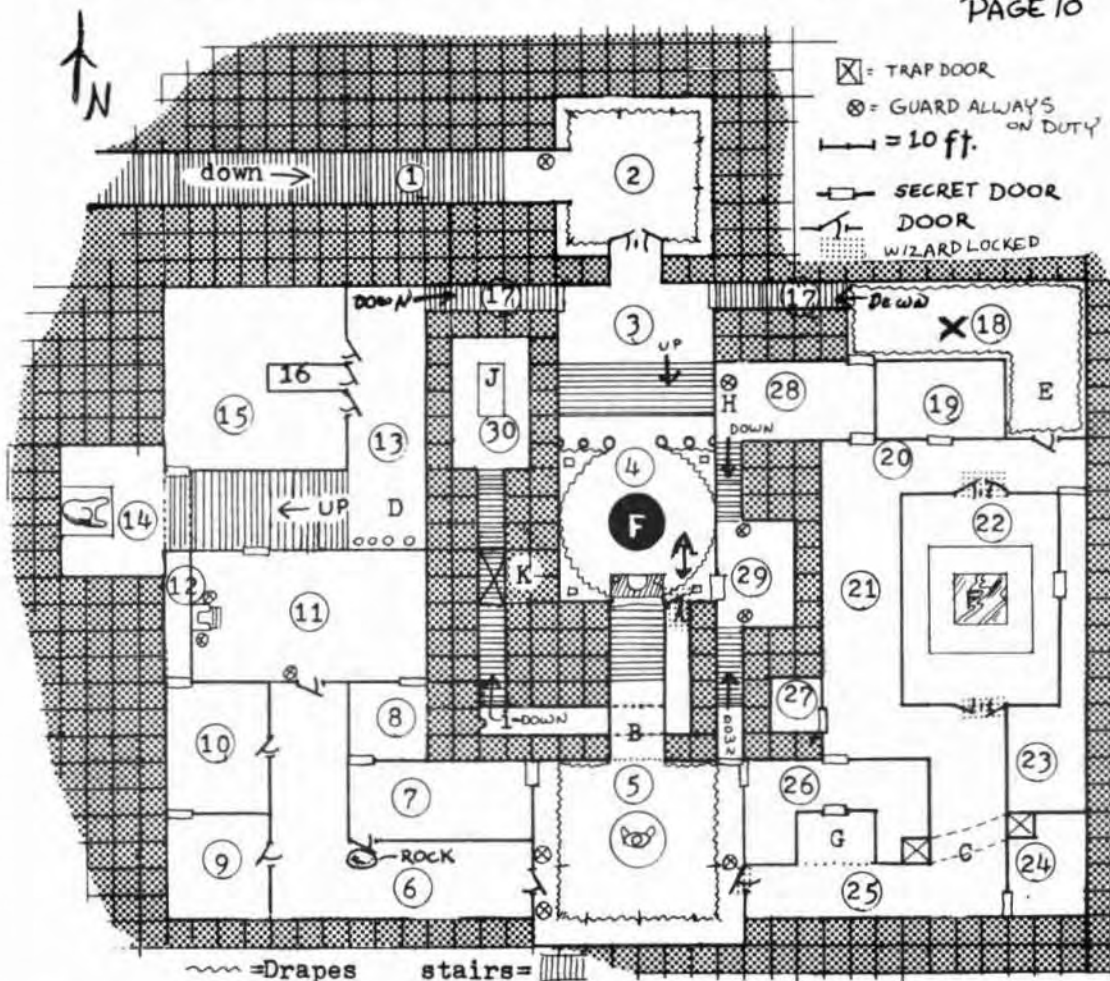 PAGE 10
N
⊠ = TRAP DOOR
⊗ = GUARD ALWAYS
ON DUTY
= 10 ft.
SECRET DOOR
DOOR
WIZARD LOCKED
down → 1
2
DOWN 17
3
17 DOWN
18
UP
16
J
H
28
19
E
15
30
DOWN
13
4
20
14
← UP
D
F
22
12
11
K
29
21
F
10
8
DOWN
27
B
DOWN
23
7
5
26
9
ROCK
6
G
C
24
25
=Drapes stairs=